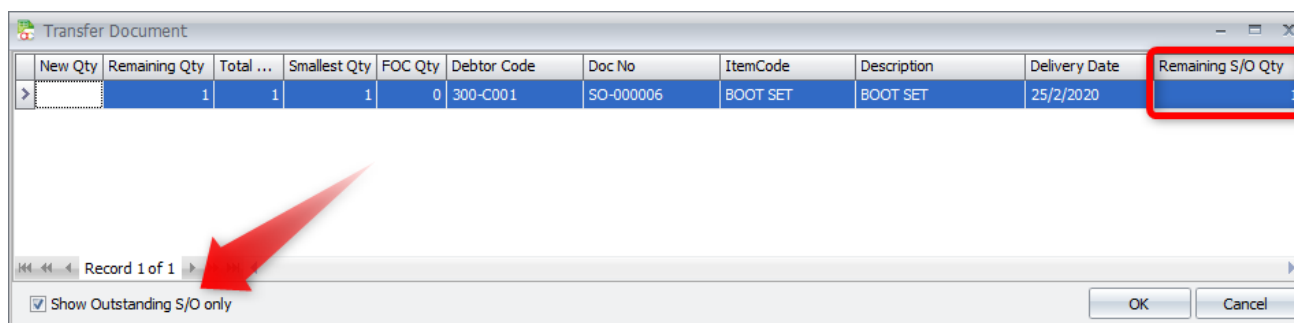 Transfer Document
New Qty Remaining Qty Total ... Smallest Qty FOC Qty Debtor Code Doc No ItemCode Description Delivery Date Remaining S/O Qty
1 1 1 0 300-C001 SO-000006 BOOT SET BOOT SET 25/2/2020 1
Record 1 of 1
Show Outstanding S/O only OK Cancel